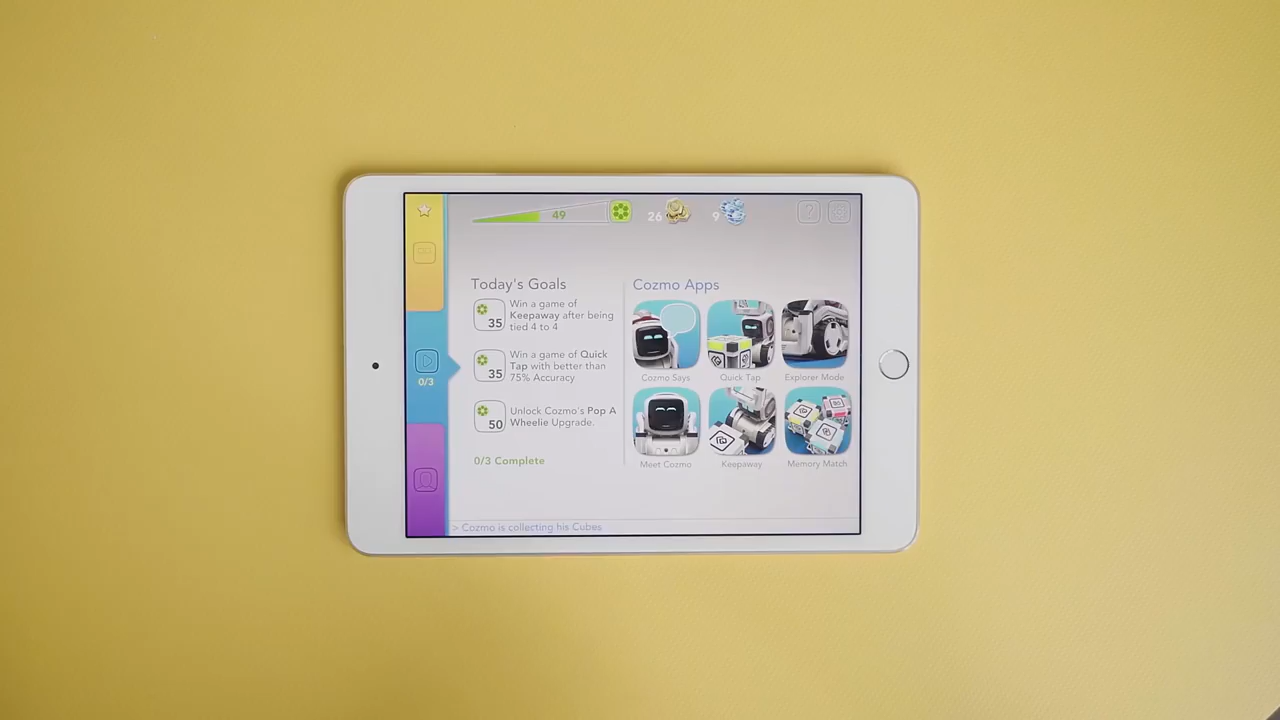 49
26
9
?
Today's Goals
35
Win a game of
Keepaway after being
tied 4 to 4
35
Win a game of Quick
Tap with better than
75% Accuracy
50
Unlock Cozmo's Pop A
Wheelie Upgrade.
0/3 Complete
0/3
Cozmo Apps
Cozmo Says
Quick Tap
Explorer Mode
Meet Cozmo
Keepaway
Memory Match
> Cozmo is collecting his Cubes